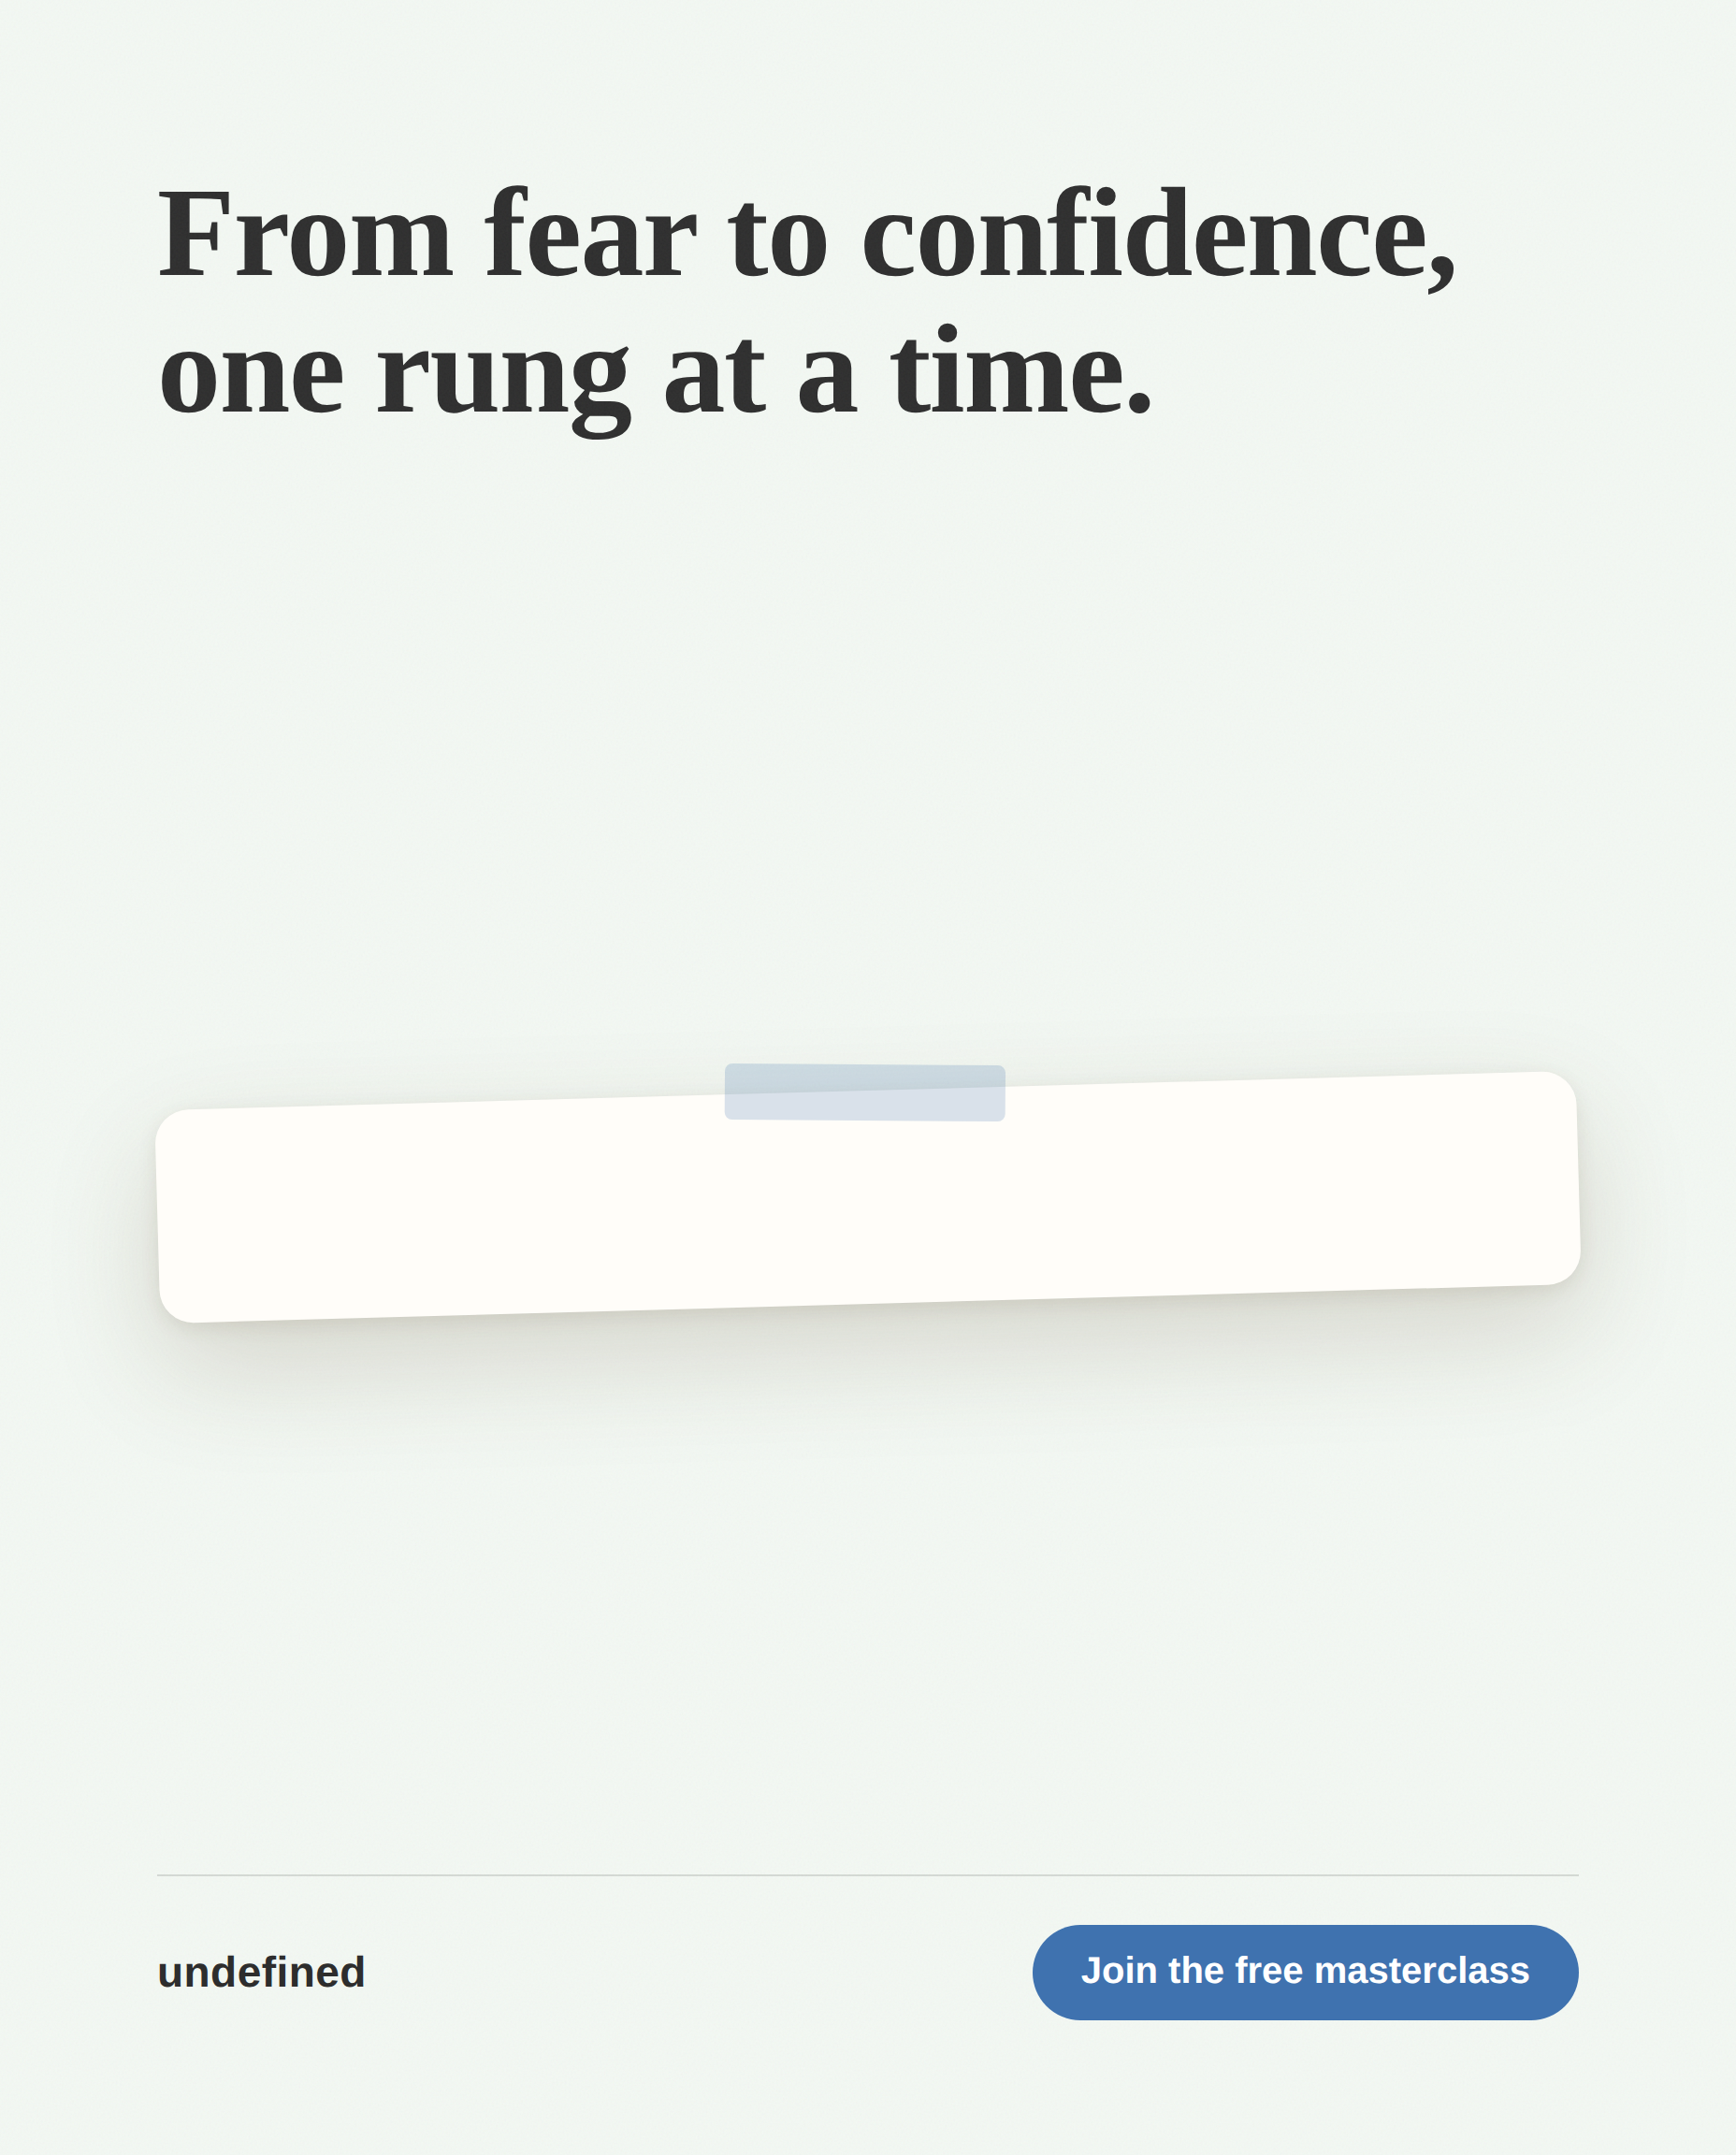 From fear to confidence,
one rung at a time.
undefined
Join the free masterclass